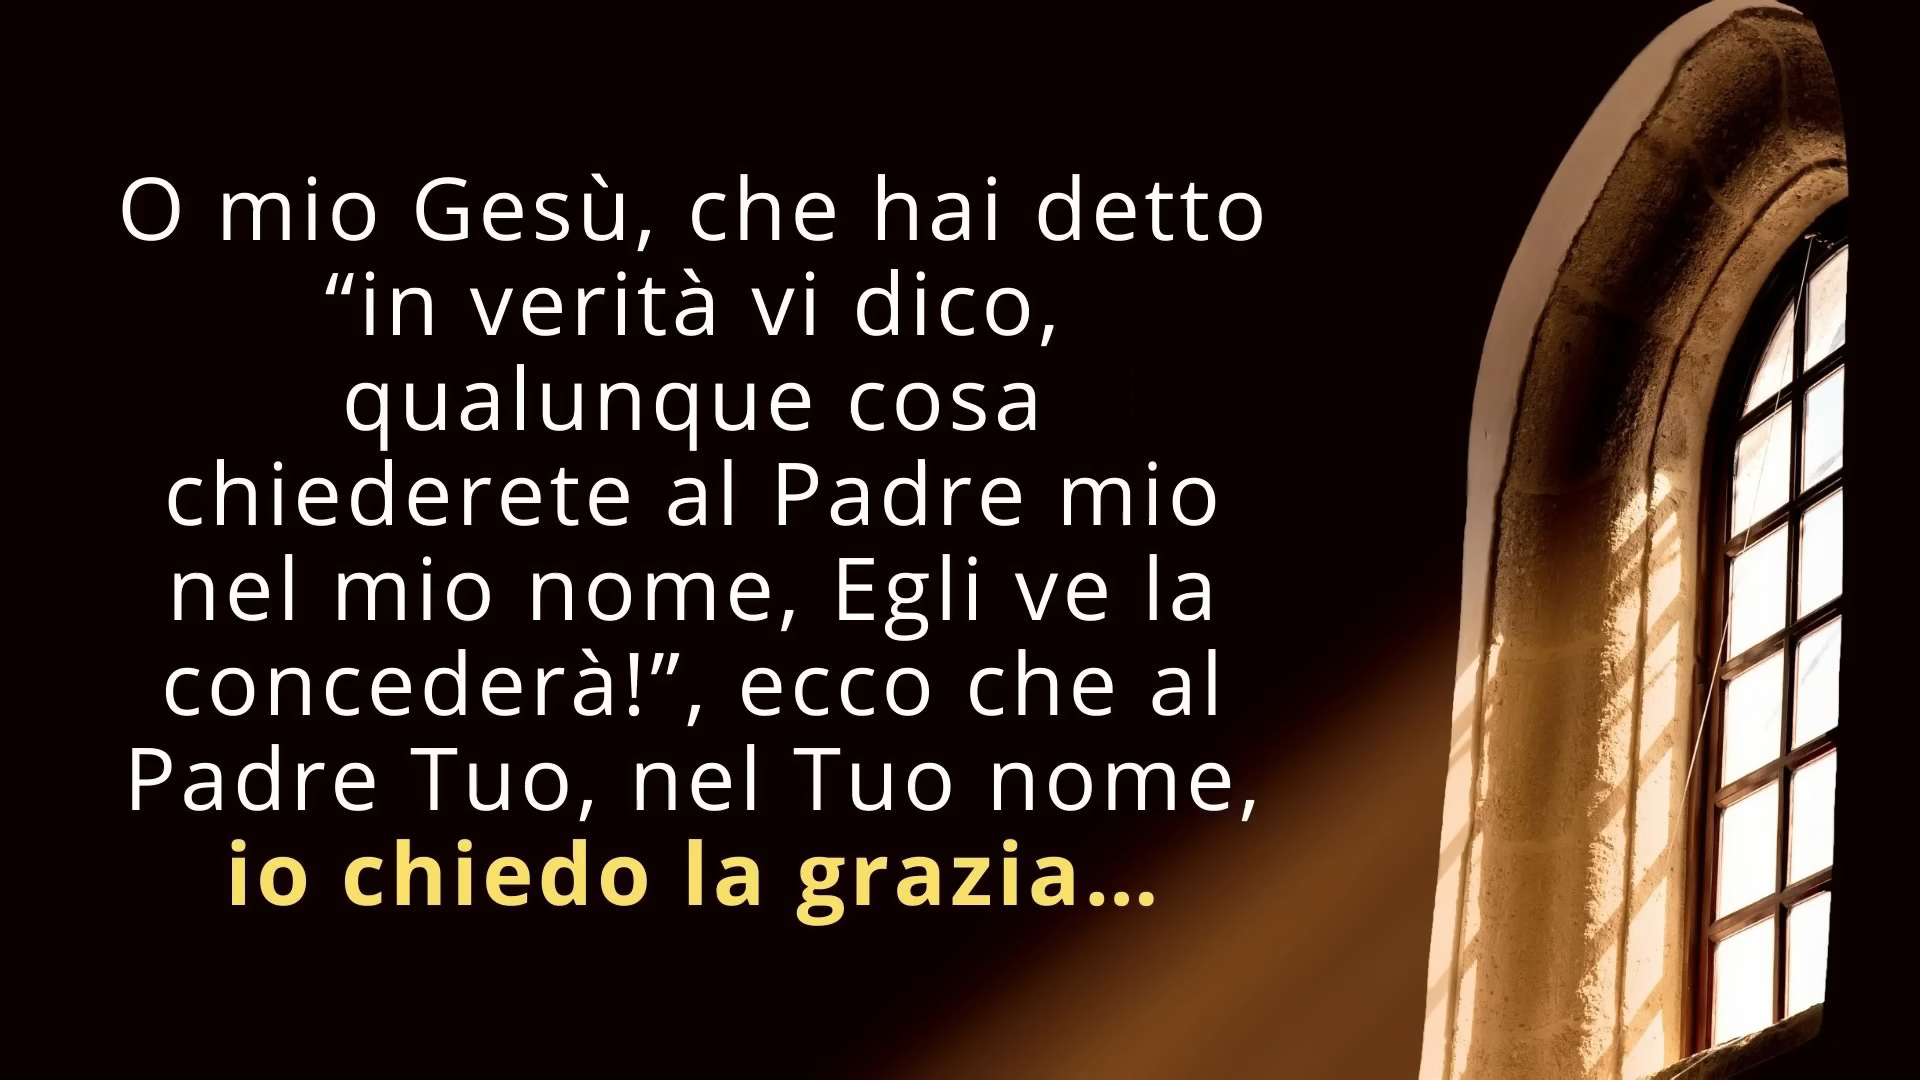 O mio Gesù, che hai detto
“in verità vi dico,
qualunque cosa
chiederete al Padre mio
nel mio nome, Egli ve la
concederà!”, ecco che al
Padre Tuo, nel Tuo nome,
io chiedo la grazia...